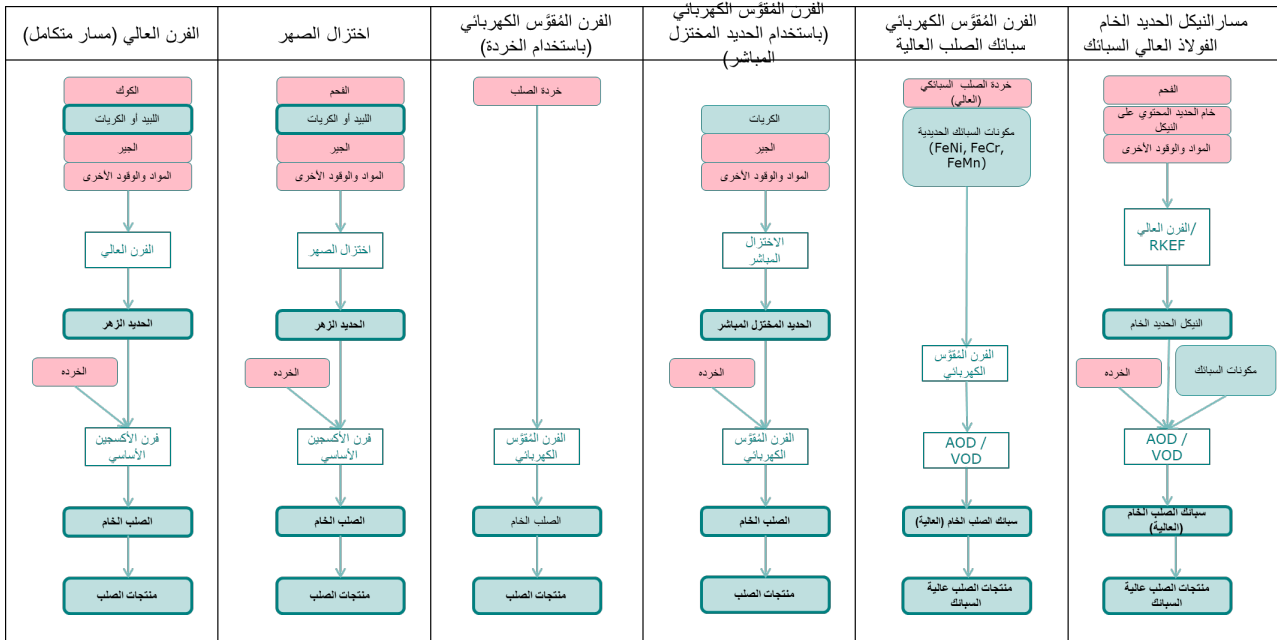 مسارالنيكل الحديد الخام
الفولاذ العالي السبائك
الفحم
خام الحديد المحتوي على
النيكل
المواد والوقود الأخرى
الفرن العالي/
RKEF
النيكل الحديد الخام
مكونات السبائك
الخرده
AOD /
VOD
سبائك الصلب الخام
(العالية)
منتجات الصلب عالية
السبائك
الفرن المُقوَّس الكهربائي
سبائك الصلب العالية
خردة الصلب السبائكي
(العالي)
مكونات السبائك الحديدية
(FeNi, FeCr,
FeMn)
الفرن المُقوَّس
الكهربائي
AOD /
VOD
سبائك الصلب الخام (العالية)
منتجات الصلب عالية
السبائك
الفرن المُقوَّس الكهربائي
(باستخدام الحديد المختزل
المباشر)
الكريات
الجير
المواد والوقود الأخرى
الاختزال
المباشر
الحديد المختزل المباشر
الخرده
الفرن المُقوَّس
الكهربائي
الصلب الخام
منتجات الصلب
الفرن المُقوَّس الكهربائي
(باستخدام الخردة)
خردة الصلب
الفرن المُقوَّس
الكهربائي
الصلب الخام
منتجات الصلب
اختزال الصهر
الفحم
اللبيد أو الكريات
الجير
المواد والوقود الأخرى
اختزال الصهر
الحديد الزهر
الخرده
فرن الأكسجين
الأساسي
الصلب الخام
منتجات الصلب
الفرن العالي (مسار متكامل)
الكوك
اللبيد أو الكريات
الجير
المواد والوقود الأخرى
الفرن العالي
الحديد الزهر
الخرده
فرن الأكسجين
الأساسي
الصلب الخام
منتجات الصلب